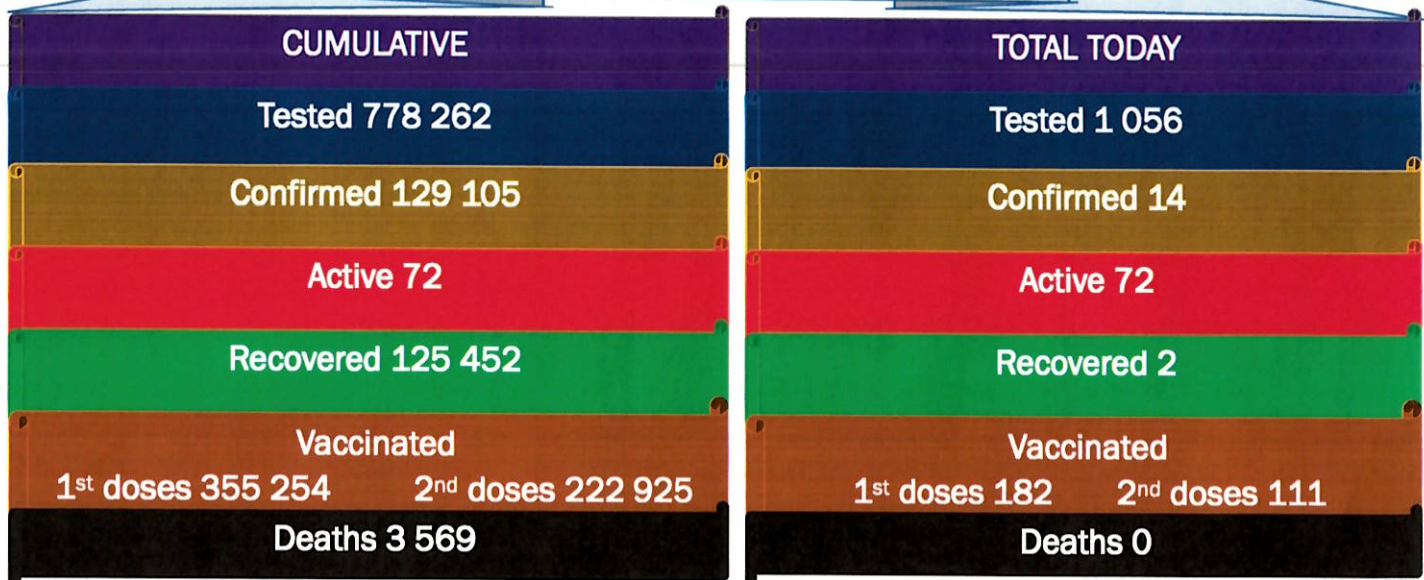 CUMULATIVE
Tested 778 262
Confirmed 129 105
Active 72
Recovered 125 452
Vaccinated
1st doses 355 254 2nd doses 222 925
Deaths 3 569
TOTAL TODAY
Tested 1 056
Confirmed 14
Active 72
Recovered 2
Vaccinated
1st doses 182 2nd doses 111
Deaths 0